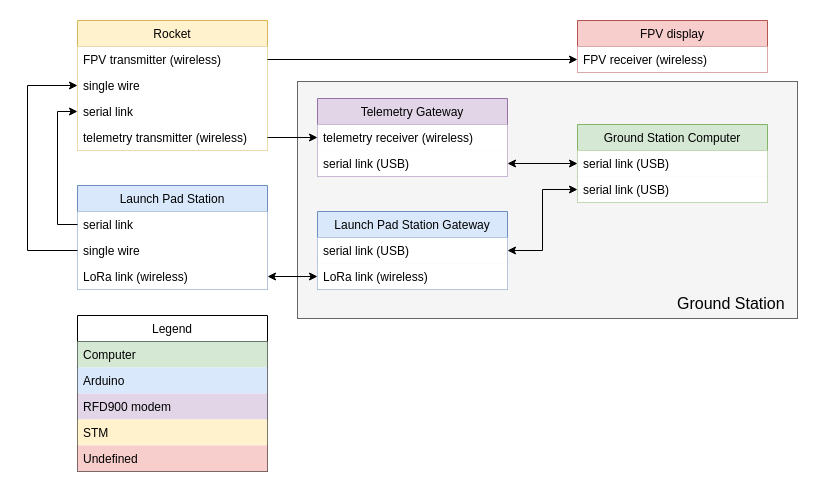 Rocket
FPV transmitter (wireless)
single wire
serial link
telemetry transmitter (wireless)
FPV display
FPV receiver (wireless)
Telemetry Gateway
telemetry receiver (wireless)
serial link (USB)
Ground Station Computer
serial link (USB)
serial link (USB)
Launch Pad Station
serial link
single wire
LoRa link (wireless)
Launch Pad Station Gateway
serial link (USB)
LoRa link (wireless)
Ground Station
Legend
Computer
Arduino
RFD900 modem
STM
Undefined